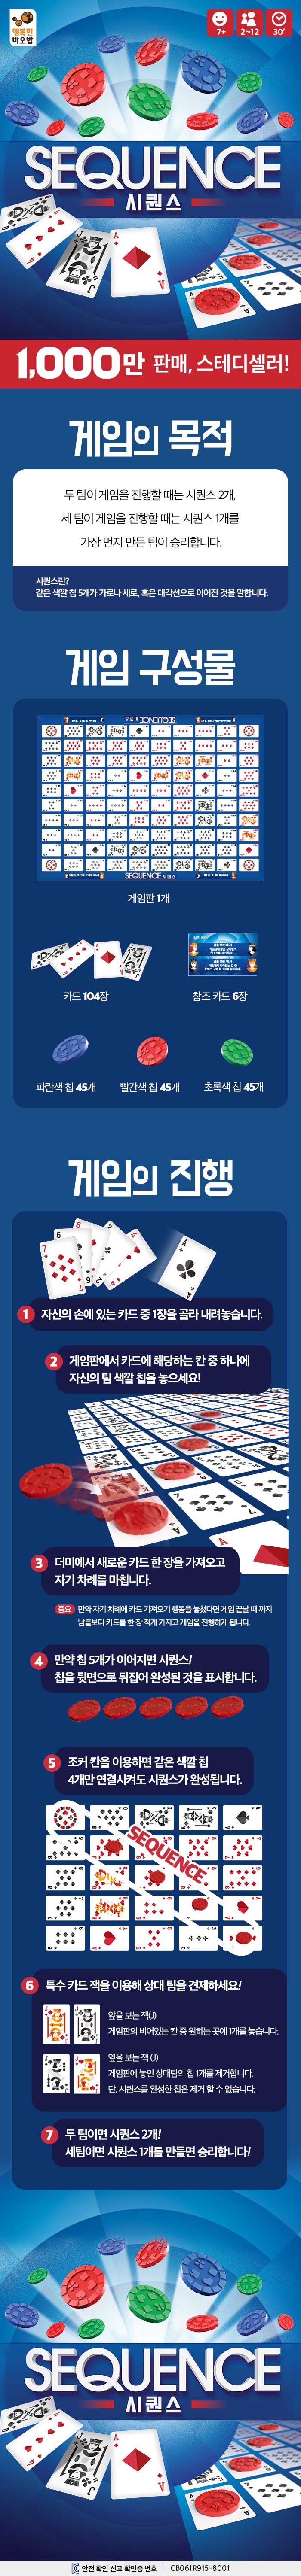 행복한
바오밥
7+
2~12
30'
SEQUENCE
시퀀스
1,000만 판매, 스테디셀러!
게임의 목적
두 팀이 게임을 진행할 때는 시퀀스 2개,
세 팀이 게임을 진행할 때는 시퀀스 1개를
가장 먼저 만든 팀이 승리합니다.
시퀀스란?
같은 색깔 칩 5개가 가로나 세로, 혹은 대각선으로 이어진 것을 말합니다.
게임 구성물
SEQUENCE 시퀀스
SEQUENCE 시퀀스
게임판 1개
카드 104장
참조 카드 6장
파란색 칩 45개
빨간색 칩 45개
초록색 칩 45개
게임의 진행
1 자신의 손에 있는 카드 중 1장을 골라 내려놓습니다.
2 게임판에서 카드에 해당하는 칸 중 하나에
자신의 팀 색깔 칩을 놓으세요!
3 더미에서 새로운 카드 한 장을 가져오고
자기 차례를 마칩니다.
중요 만약 자기 차례에 카드 가져오기 행동을 놓쳤다면 게임 끝날 때 까지
남들보다 카드를 한 장 적게 가지고 게임을 진행하게 됩니다.
4 만약 칩 5개가 이어지면 시퀀스!
칩을 뒷면으로 뒤집어 완성된 것을 표시합니다.
5 조커 칸을 이용하면 같은 색깔 칩
4개만 연결시켜도 시퀀스가 완성됩니다.
SEQUENCE
6 특수 카드 잭을 이용해 상대 팀을 견제하세요!
앞을 보는 잭(J)
게임판의 비어있는 칸 중 원하는 곳에 1개를 놓습니다.
옆을 보는 잭 (J)
게임판에 놓인 상대팀의 칩 1개를 제거합니다.
단, 시퀀스를 완성한 칩은 제거 할 수 없습니다.
7 두 팀이면 시퀀스 2개!
세팀이면 시퀀스 1개를 만들면 승리합니다!
SEQUENCE
시퀀스
안전 확인 신고 확인증 번호 | CB061R915-8001